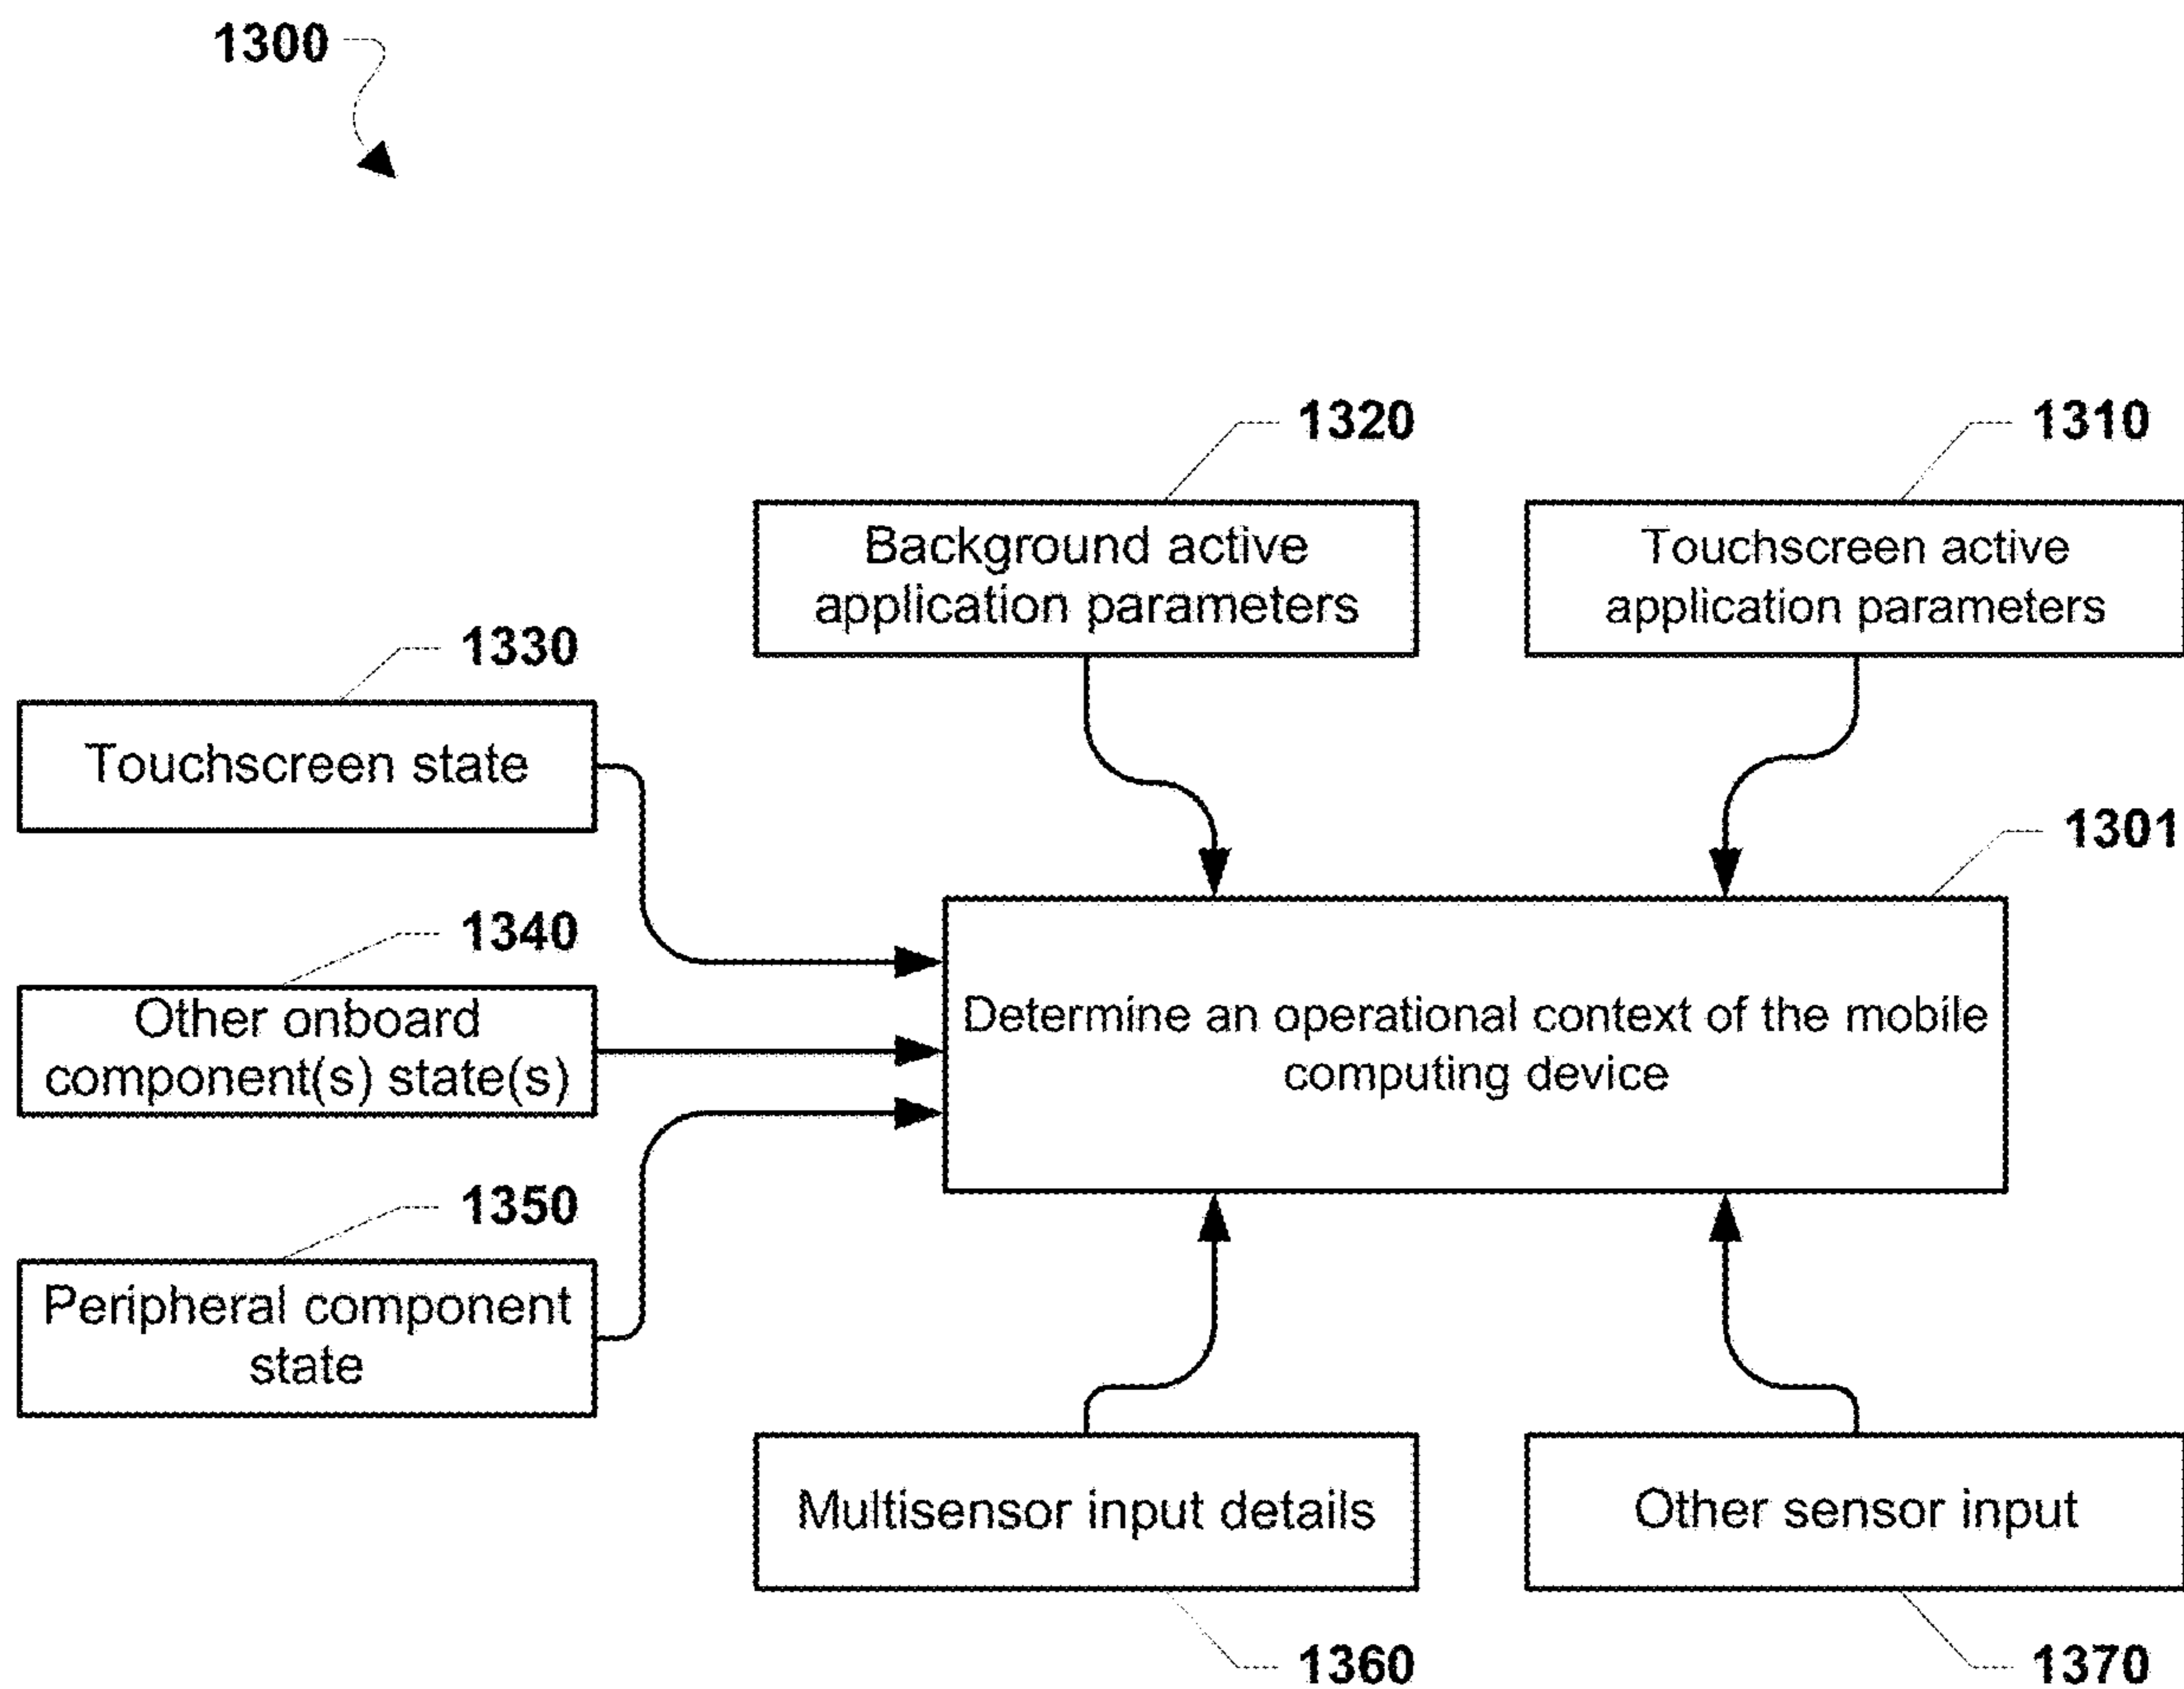 1300
1320
1310
Background active
application parameters
Touchscreen active
application parameters
1330
Touchscreen state
1301
1340
Other onboard
component(s) state(s)
Determine an operational context of the mobile
computing device
1350
Peripheral component
state
Multisensor input details
Other sensor input
1360
1370